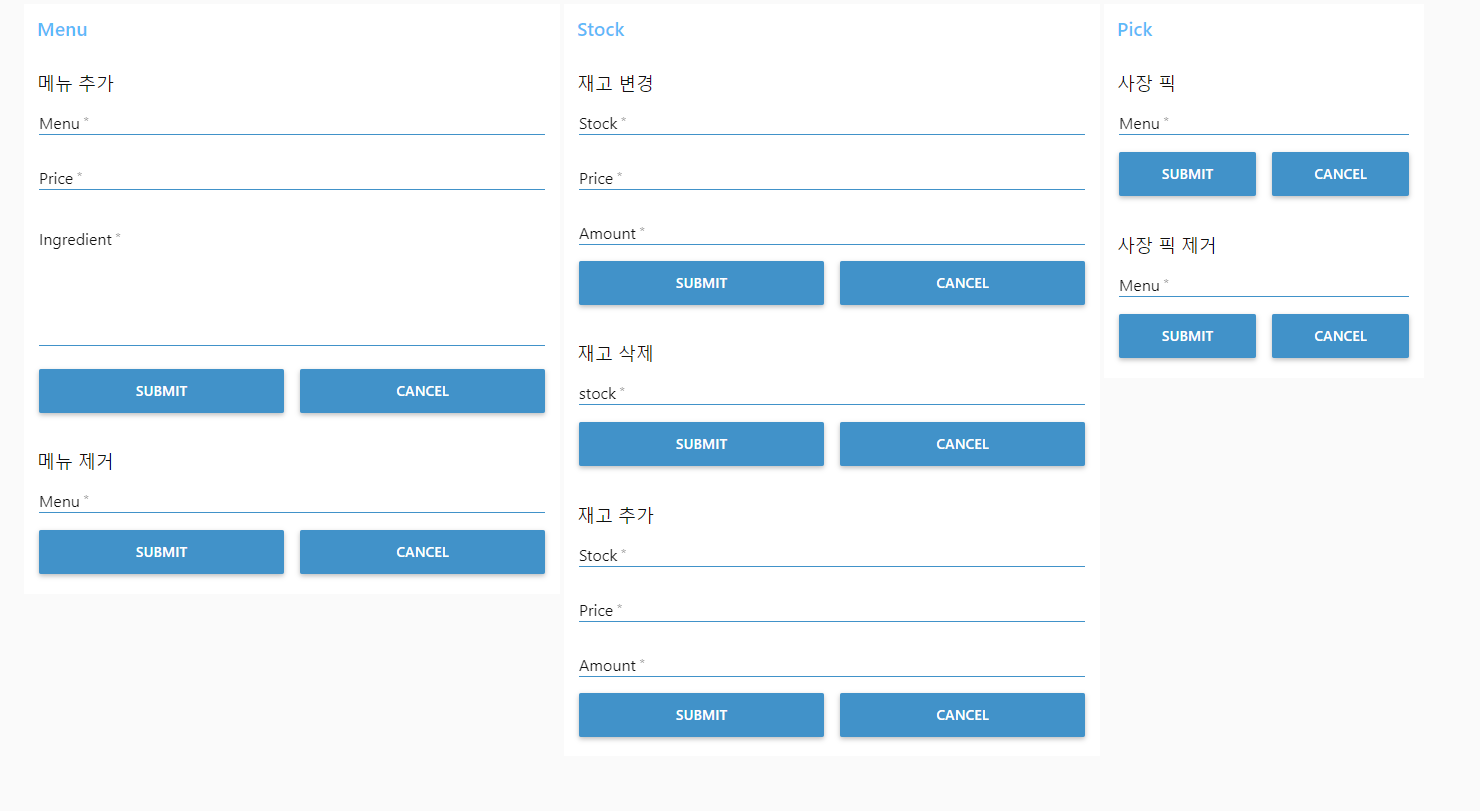 Menu
메뉴 추가
Menu *
Price *
Ingredient *
SUBMIT CANCEL
메뉴 제거
Menu *
SUBMIT CANCEL
Stock
재고 변경
Stock *
Price *
Amount *
SUBMIT CANCEL
재고 삭제
stock *
SUBMIT CANCEL
재고 추가
Stock *
Price *
Amount *
SUBMIT CANCEL
Pick
사장 픽
Menu *
SUBMIT CANCEL
사장 픽 제거
Menu *
SUBMIT CANCEL